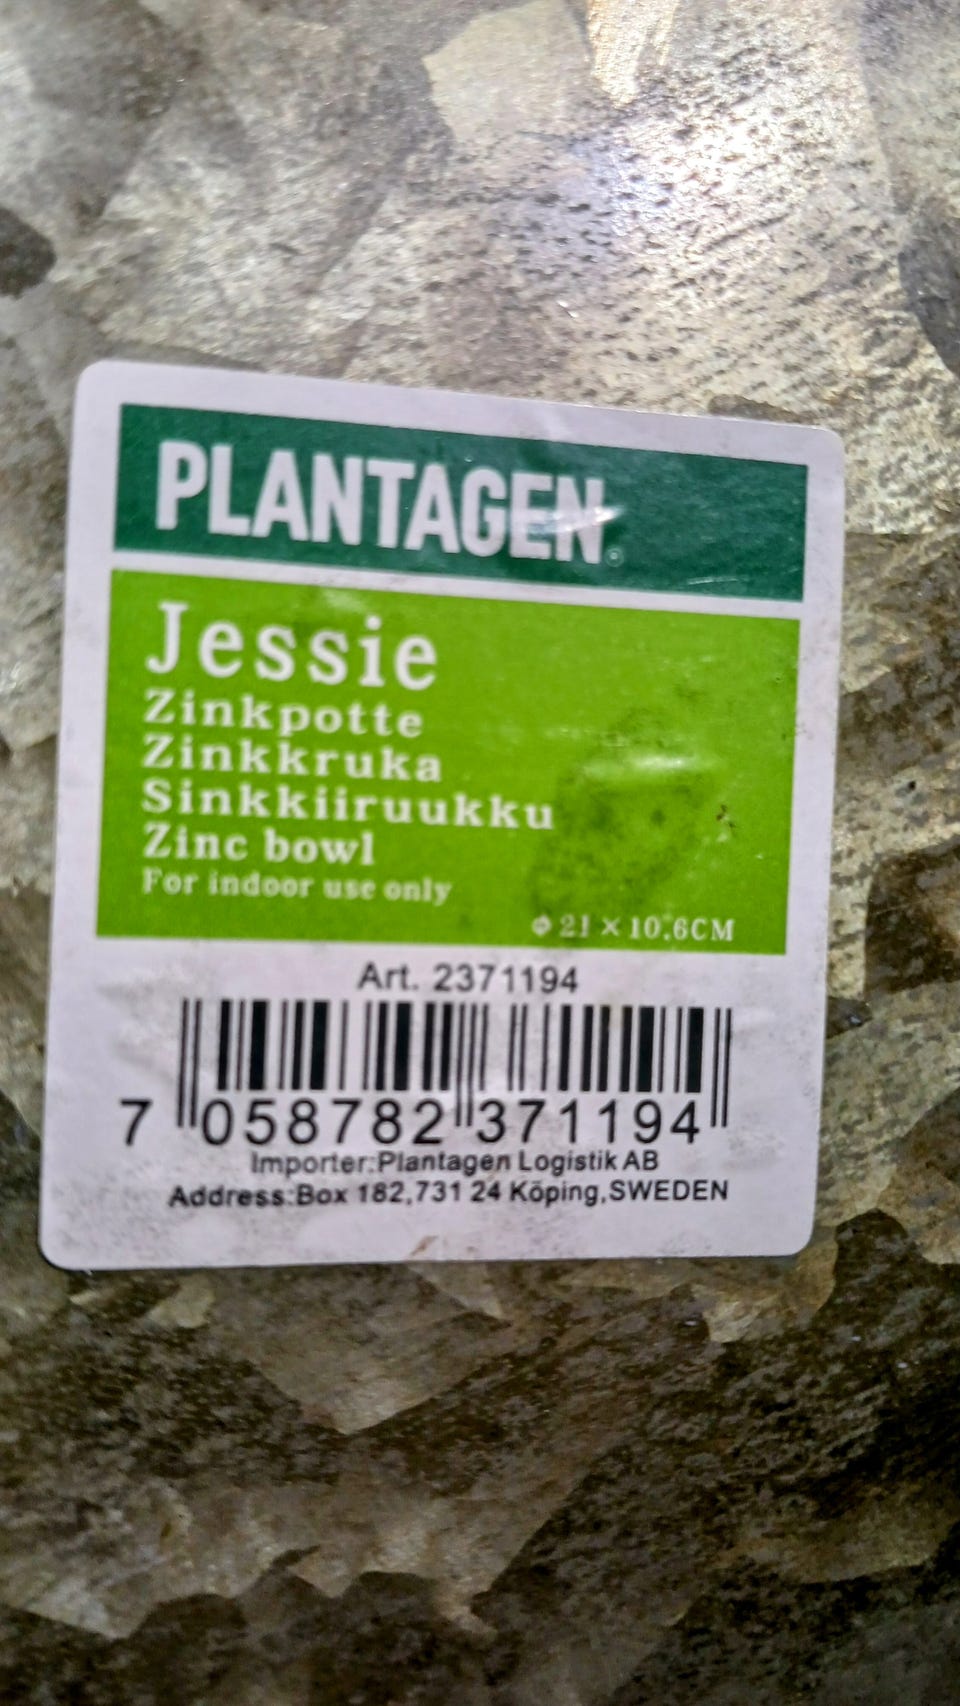 PLANTAGEN®
Jessie
Zinkpotte
Zinkkruka
Sinkkiiruukku
Zinc bowl
For indoor use only
Φ 21 × 10.6CM
Art. 2371194
7 058782 371194
Importer:Plantagen Logistik AB
Address:Box 182,731 24 Köping,SWEDEN